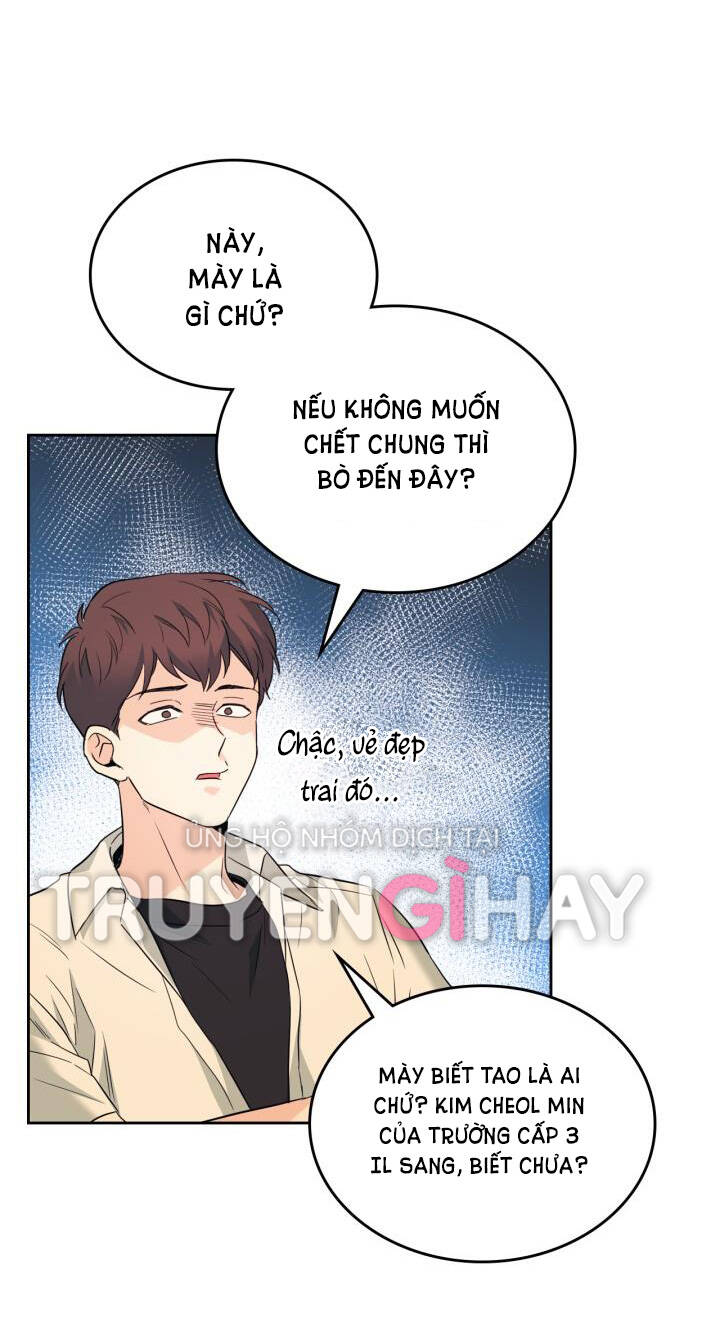 NÀY,
MÀY LÀ
GÌ CHỨ?
NẾU KHÔNG MUỐN
CHẾT CHUNG THÌ
BÒ ĐẾN ĐÂY?
Chậc, vẻ đẹp
trai đó...
ỦNG HỘ NHÓM DỊCH TẠI
TRUYENGÌHAY
MÀY BIẾT TAO LÀ AI
CHỨ? KIM CHEOL MIN
CỦA TRƯỜNG CẤP 3
IL SANG, BIẾT CHƯA?